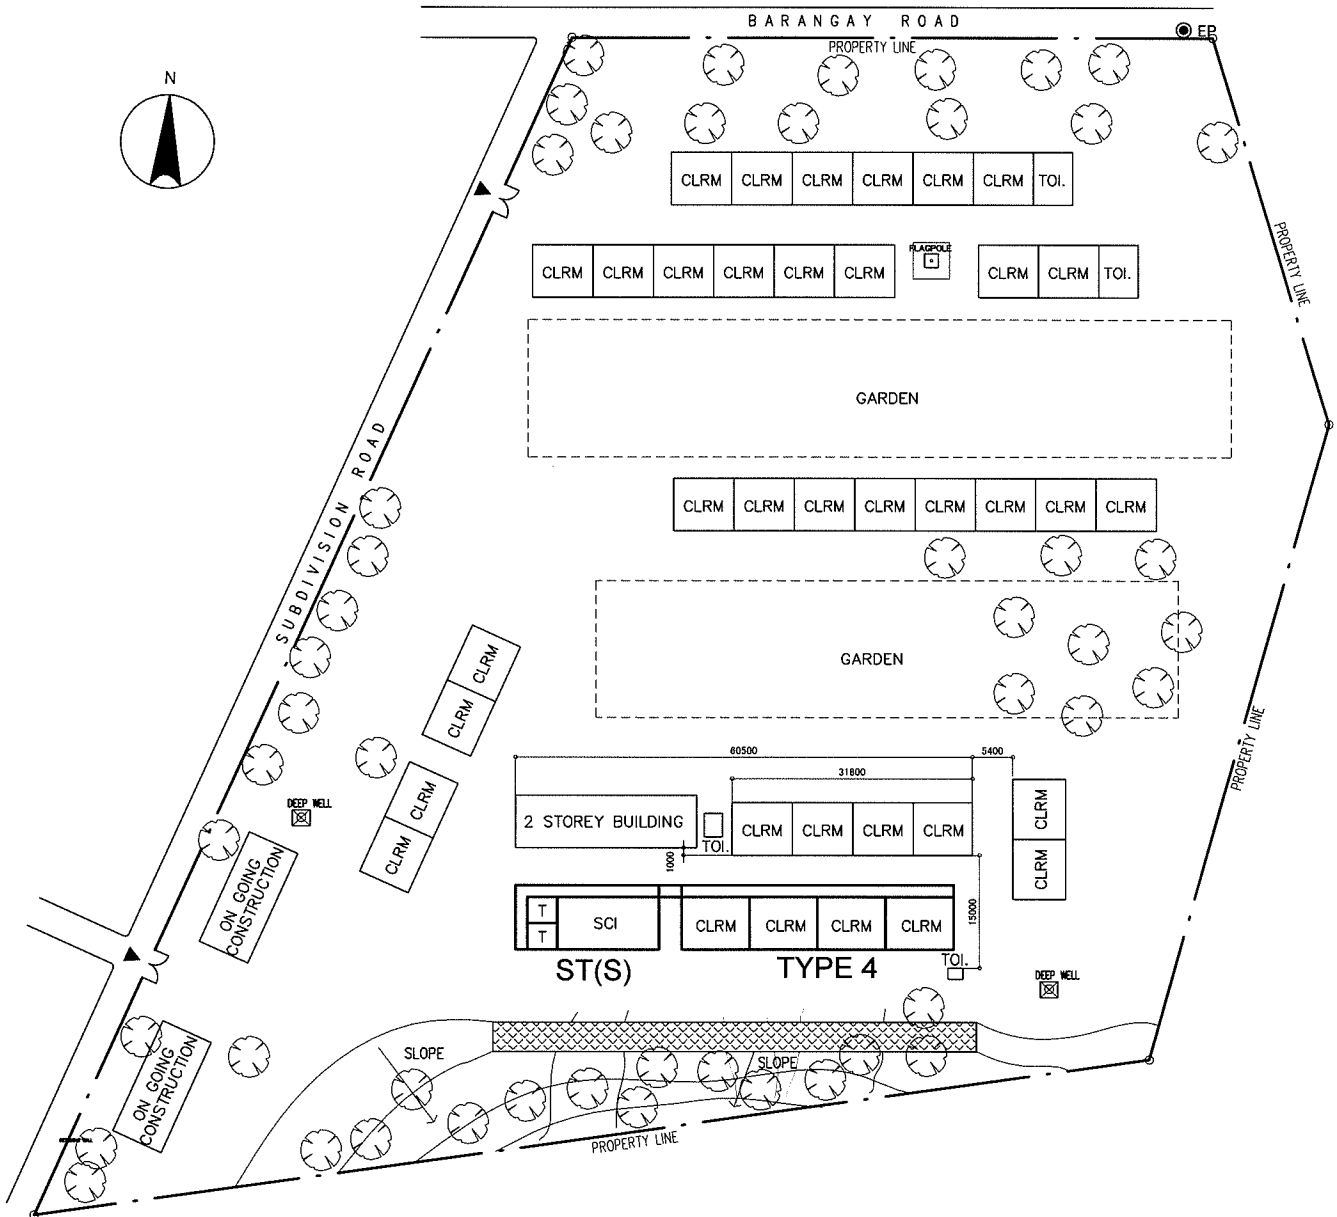 BARANGAY ROAD
EP
PROPERTY LINE
N
CLRM CLRM CLRM CLRM CLRM CLRM TOI.
FLAGPOLE
CLRM CLRM CLRM CLRM CLRM CLRM
CLRM CLRM TOI.
PROPERTY LINE
GARDEN
SUBDIVISION ROAD
CLRM CLRM CLRM CLRM CLRM CLRM CLRM CLRM
GARDEN
CLRM
CLRM
PROPERTY LINE
60500
5400
31800
CLRM
CLRM
DEEP WELL
2 STOREY BUILDING
TOI.
CLRM CLRM CLRM CLRM
CLRM
CLRM
1000
15000
ON GOING
CONSTRUCTION
T
T
SCI
CLRM CLRM CLRM CLRM
ST(S)
TYPE 4
TOI.
DEEP WELL
SLOPE
SLOPE
ON GOING
CONSTRUCTION
PROPERTY LINE